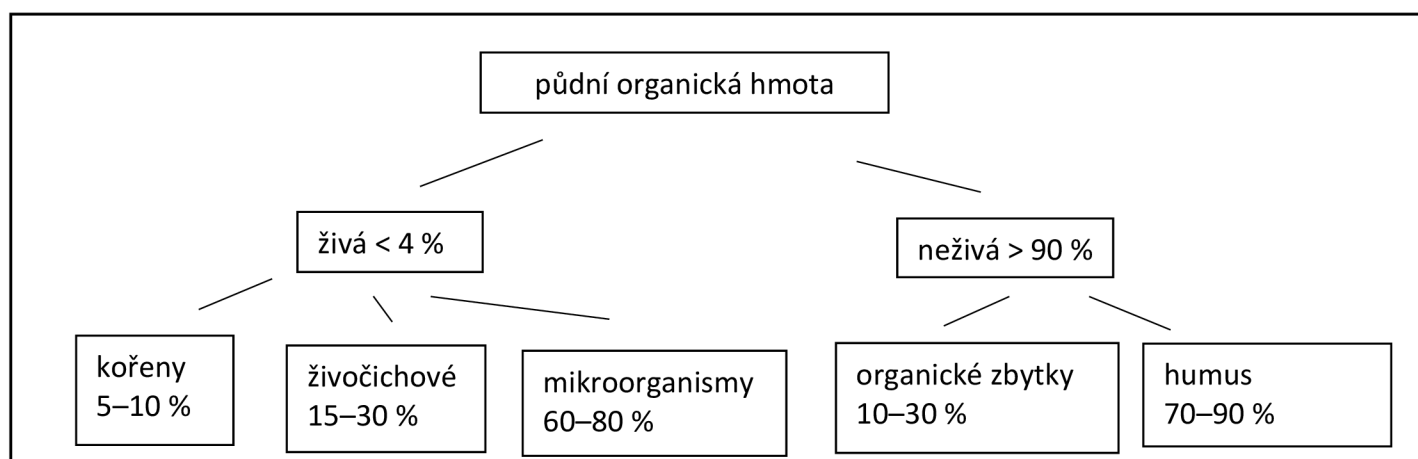 půdní organická hmota
živá < 4 %
neživá > 90 %
kořeny
5–10 %
živočichové
15–30 %
mikroorganismy
60–80 %
organické zbytky
10–30 %
humus
70–90 %